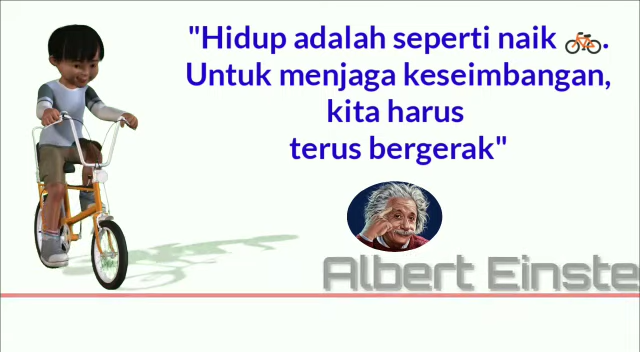 "Hidup adalah seperti naik 🚲.
Untuk menjaga keseimbangan,
kita harus
terus bergerak"
Albert Einste